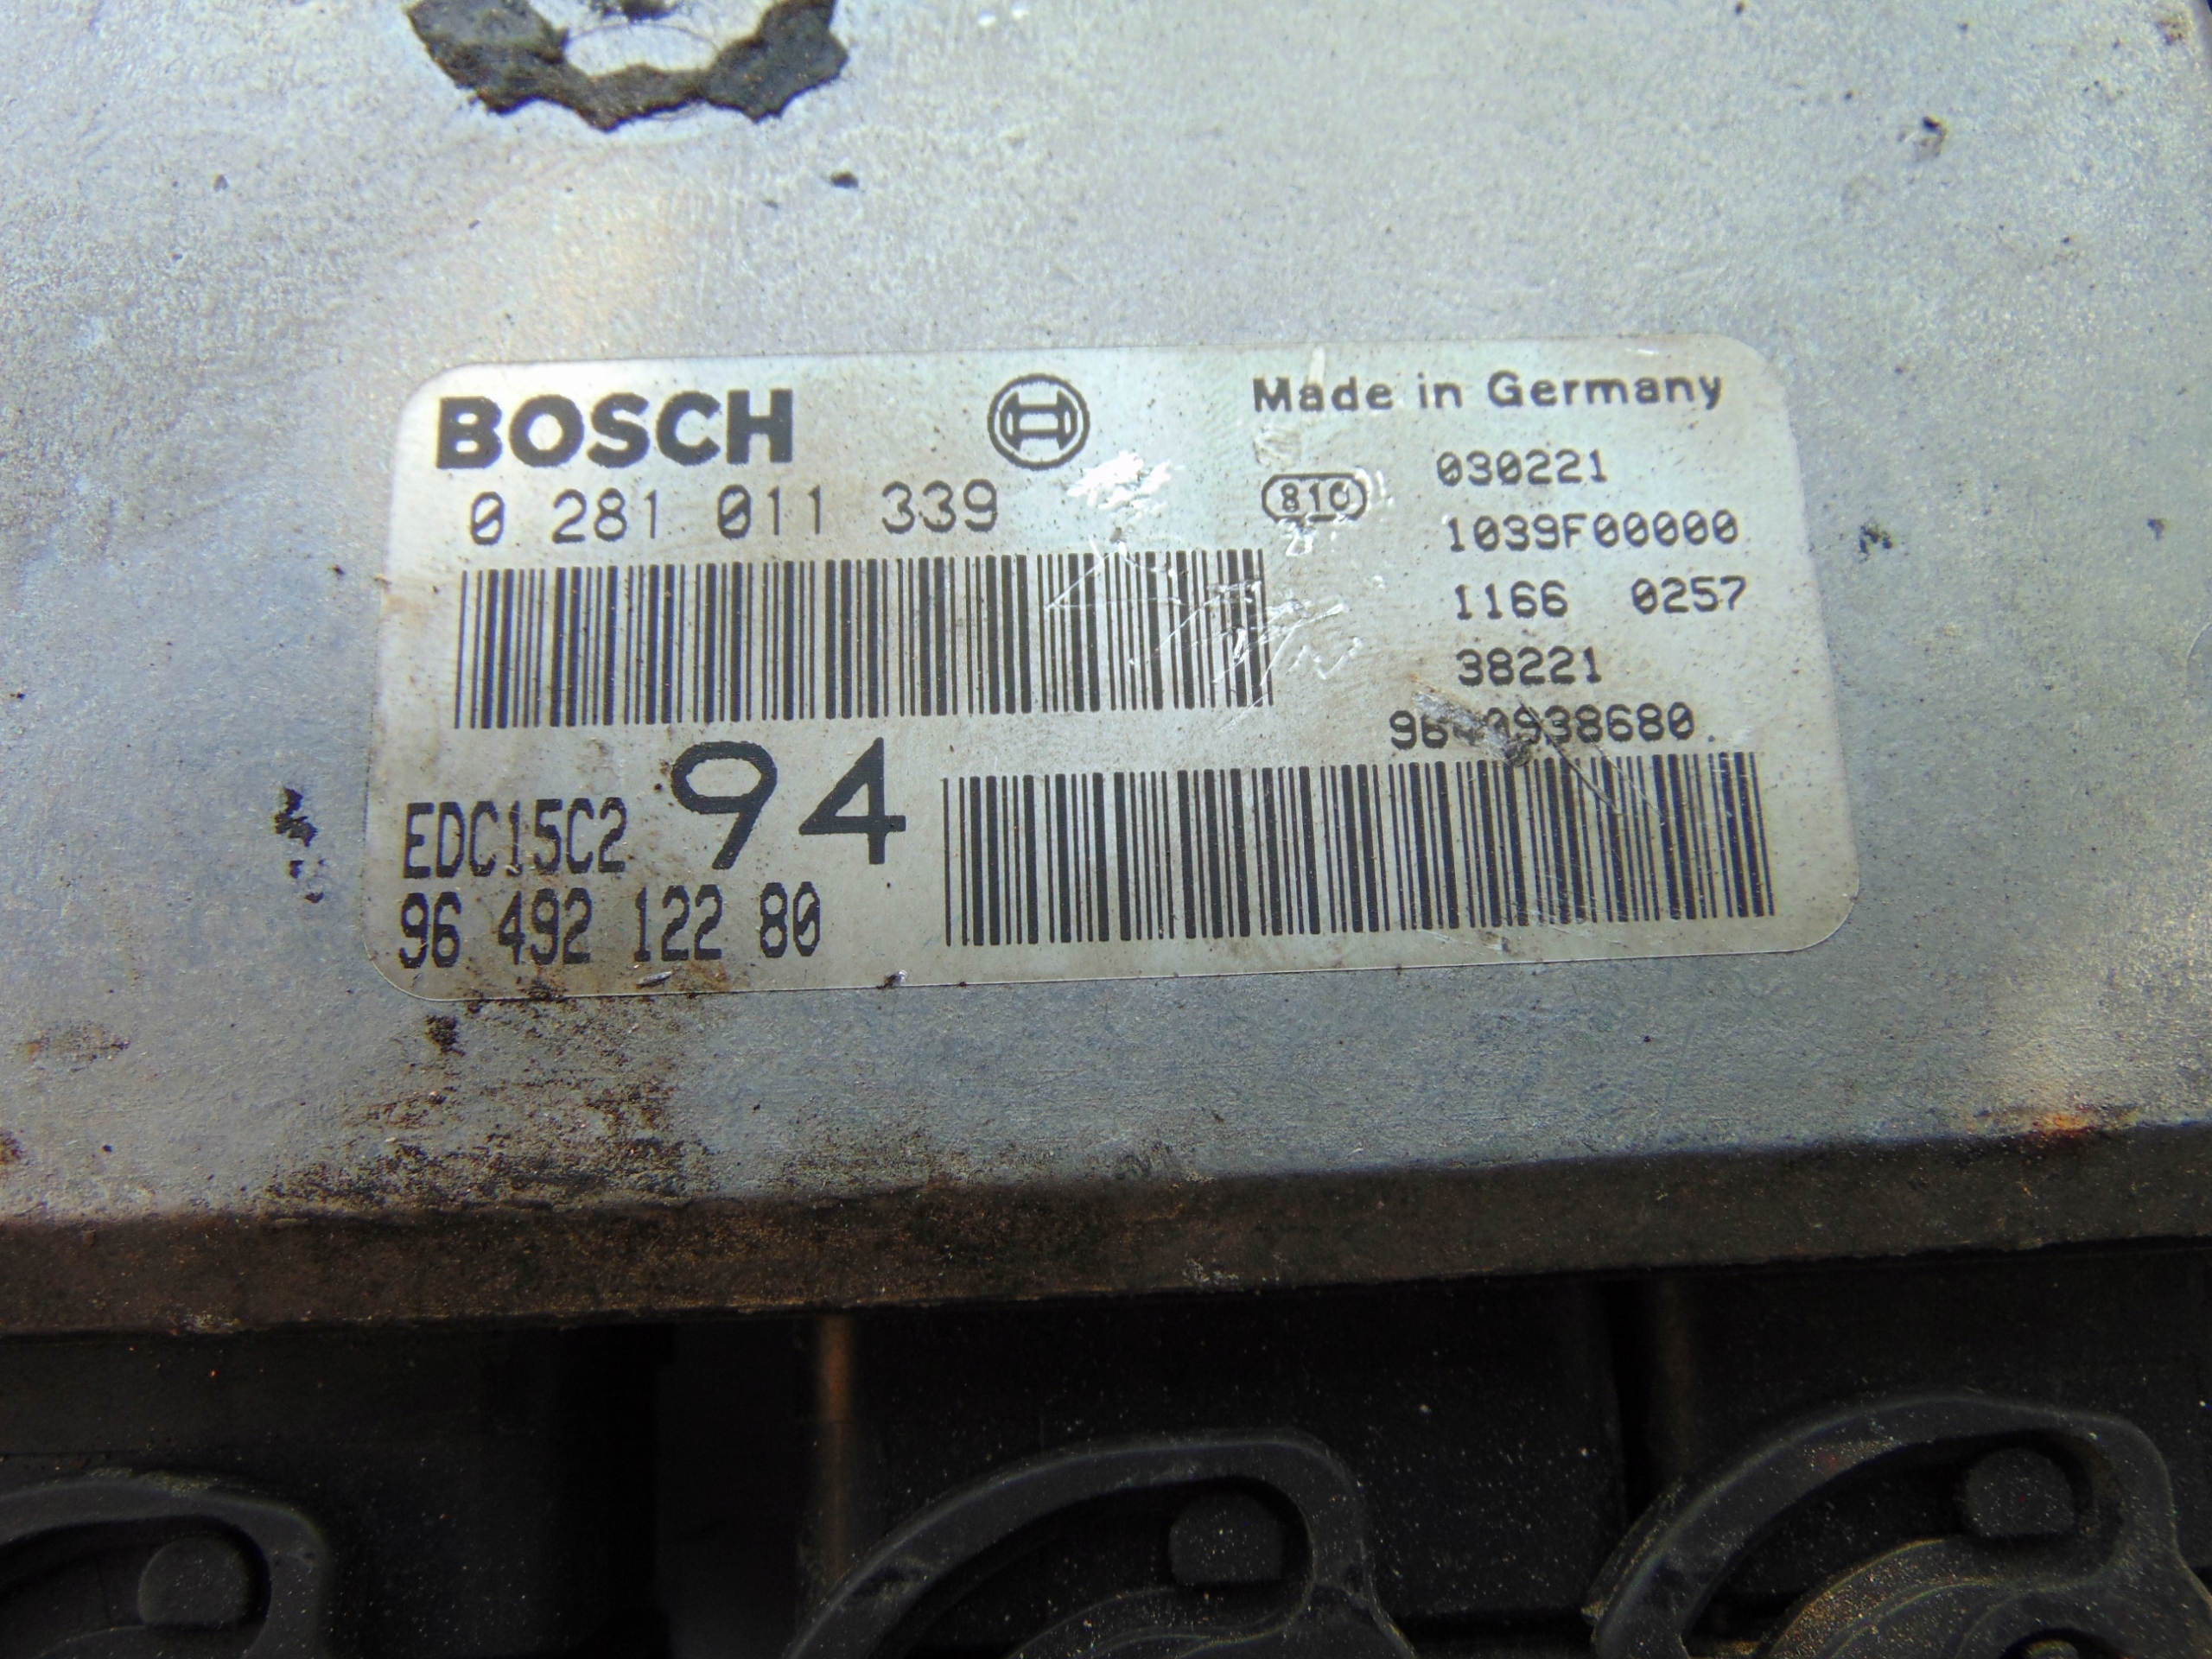 BOSCH
0 281 011 339
Made in Germany
810
030221
1039F00000
1166 0257
38221
EDC15C2 94
96 492 122 80